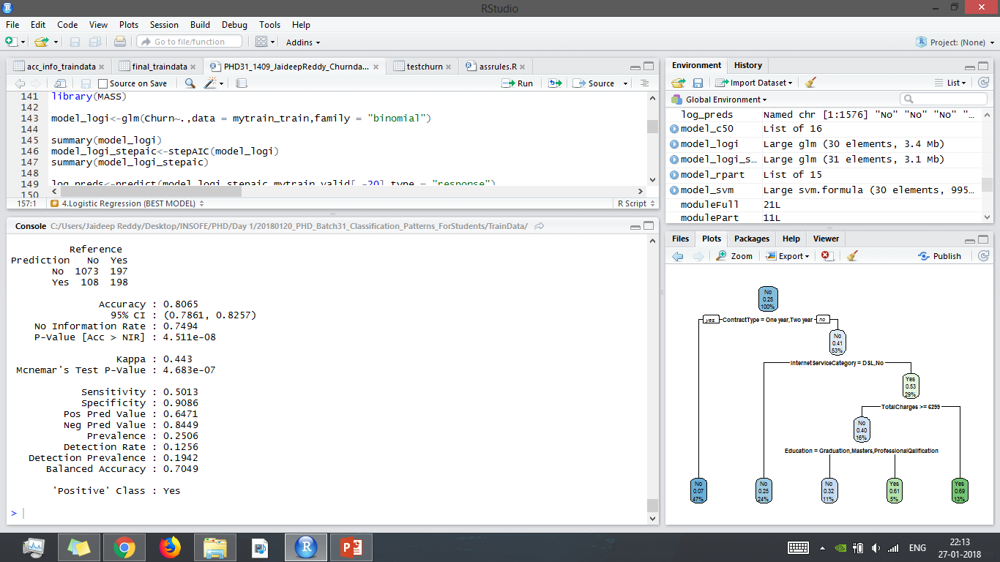 RStudio
File Edit Code View Plots Session Build Debug Tools Help
Go to file/function Addins Project: (None)
acc_info_traindata final_traindata PHD31_1409_JaideepReddy_Churnda... testchurn assrules.R
Source on Save Run Source
141 library(MASS)
142
143 model_logi<-glm(Churn~.,data = mytrain_train,family = "binomial")
144
145 summary(model_logi)
146 model_logi_stepaic<-stepAIC(model_logi)
147 summary(model_logi_stepaic)
148
149 log_preds<-predict(model_logi_stepaic,mytrain_valid[,-20],type = "response")
150
157:1 4.Logistic Regression (BEST MODEL) R Script
Console C:/Users/Jaideep Reddy/Desktop/INSOFE/PHD/Day 1/20180120_PHD_Batch31_Classification_Patterns_ForStudents/TrainData/
Reference
Prediction No Yes
No 1073 197
Yes 108 198
Accuracy : 0.8065
95% CI : (0.7861, 0.8257)
No Information Rate : 0.7494
P-Value [Acc > NIR] : 4.511e-08
Kappa : 0.443
Mcnemar's Test P-Value : 4.683e-07
Sensitivity : 0.5013
Specificity : 0.9086
Pos Pred Value : 0.6471
Neg Pred Value : 0.8449
Prevalence : 0.2506
Detection Rate : 0.1256
Detection Prevalence : 0.1942
Balanced Accuracy : 0.7049
'Positive' Class : Yes
>
Environment History
Import Dataset List
Global Environment
log_preds Named chr [1:1576] "No" "No" "No" "…
model_c50 List of 16
model_logi Large glm (30 elements, 3.4 Mb)
model_logi_s… Large glm (31 elements, 3.1 Mb)
model_rpart List of 15
model_svm Large svm.formula (30 elements, 995…
moduleFull 21L
modulePart 11L
Files Plots Packages Help Viewer
Zoom Export Publish
No
0.25
100%
yes ContractType = One year,Two year no
No
0.41
53%
InternetServiceCategory = DSL,No
Yes
0.53
29%
TotalCharges >= 6299
No
0.40
16%
Education = Graduation,Masters,ProfessionalQalification
No
0.07
47%
No
0.25
24%
No
0.32
11%
Yes
0.61
5%
Yes
0.69
13%
ENG
22:13
27-01-2018